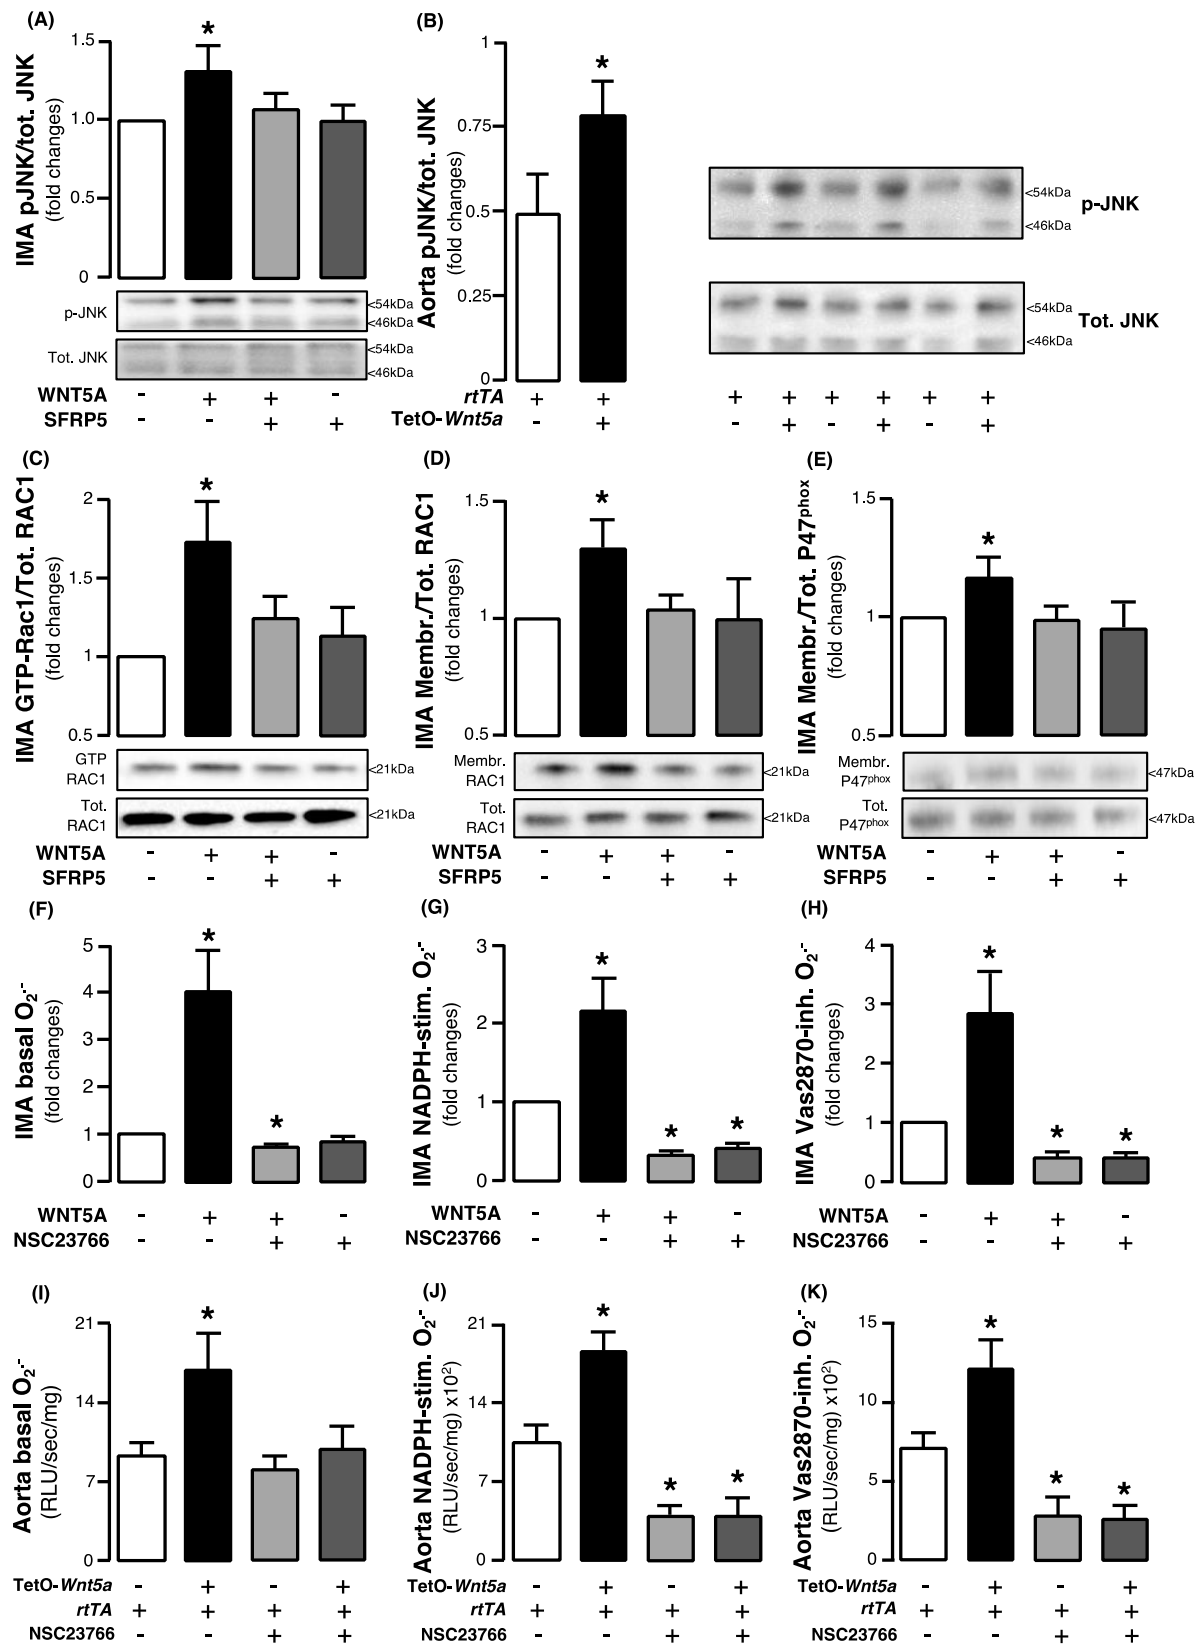 (A)
IMA pJNK/tot. JNK
(fold changes)
1.5
1.0
0.5
0
*
p-JNK
<54kDa
<46kDa
Tot. JNK
<54kDa
<46kDa
WNT5A - + + -
SFRP5 - - + +
(B)
Aorta pJNK/tot. JNK
(fold changes)
1
0.75
0.5
0.25
0
*
rtTA + +
TetO-Wnt5a - +
<54kDa
<46kDa
p-JNK
<54kDa
<46kDa
Tot. JNK
+ + + + + +
- + - + - +
(C)
IMA GTP-Rac1/Tot. RAC1
(fold changes)
2
1.5
1
0.5
*
GTP
RAC1
<21kDa
Tot.
RAC1
<21kDa
WNT5A - + + -
SFRP5 - - + +
(D)
IMA Membr./Tot. RAC1
(fold changes)
1.5
1
0.5
*
Membr.
RAC1
<21kDa
Tot.
RAC1
<21kDa
- + + -
- - + +
(E)
IMA Membr./Tot. P47phox
(fold changes)
1.5
1
0.5
*
Membr.
P47phox
<47kDa
Tot.
P47phox
<47kDa
WNT5A - + + -
SFRP5 - - + +
(F)
IMA basal O2.-
(fold changes)
5
4
3
2
1
0
* *
WNT5A - + + -
NSC23766 - - + +
(G)
IMA NADPH-stim. O2.-
(fold changes)
3
2
1
0
* * *
WNT5A - + + -
NSC23766 - - + +
(H)
IMA Vas2870-inh. O2.-
(fold changes)
4
3
2
1
0
* * *
WNT5A - + + -
NSC23766 - - + +
(I)
Aorta basal O2.-
(RLU/sec/mg)
21
14
7
0
*
TetO-Wnt5a - + - +
rtTA + + + +
NSC23766 - - + +
(J)
Aorta NADPH-stim. O2.-
(RLU/sec/mg) x10²
21
14
7
0
* * *
TetO-Wnt5a - + - +
rtTA + + + +
NSC23766 - - + +
(K)
Aorta Vas2870-inh. O2.-
(RLU/sec/mg) x10²
15
10
5
0
* * *
TetO-Wnt5a - + - +
rtTA + + + +
NSC23766 - - + +